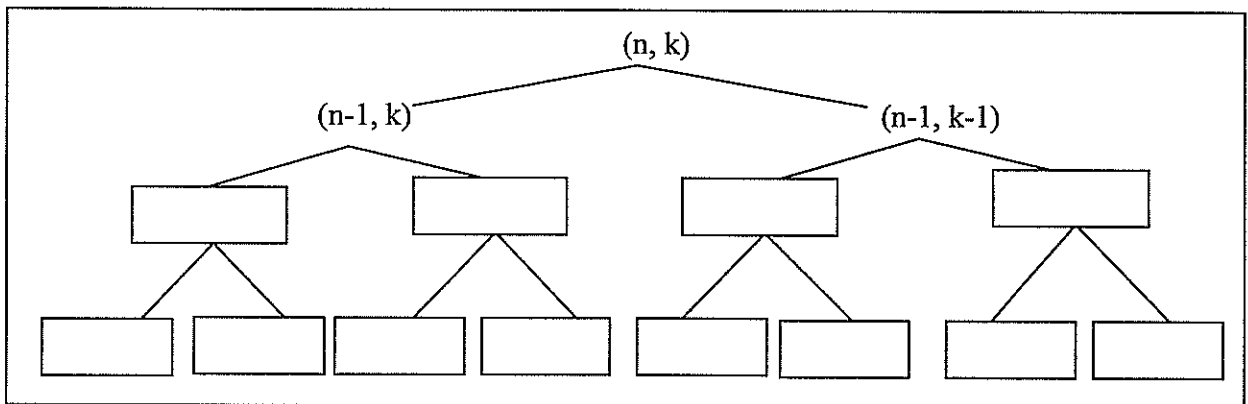 (n, k)
(n-1, k)
(n-1, k-1)